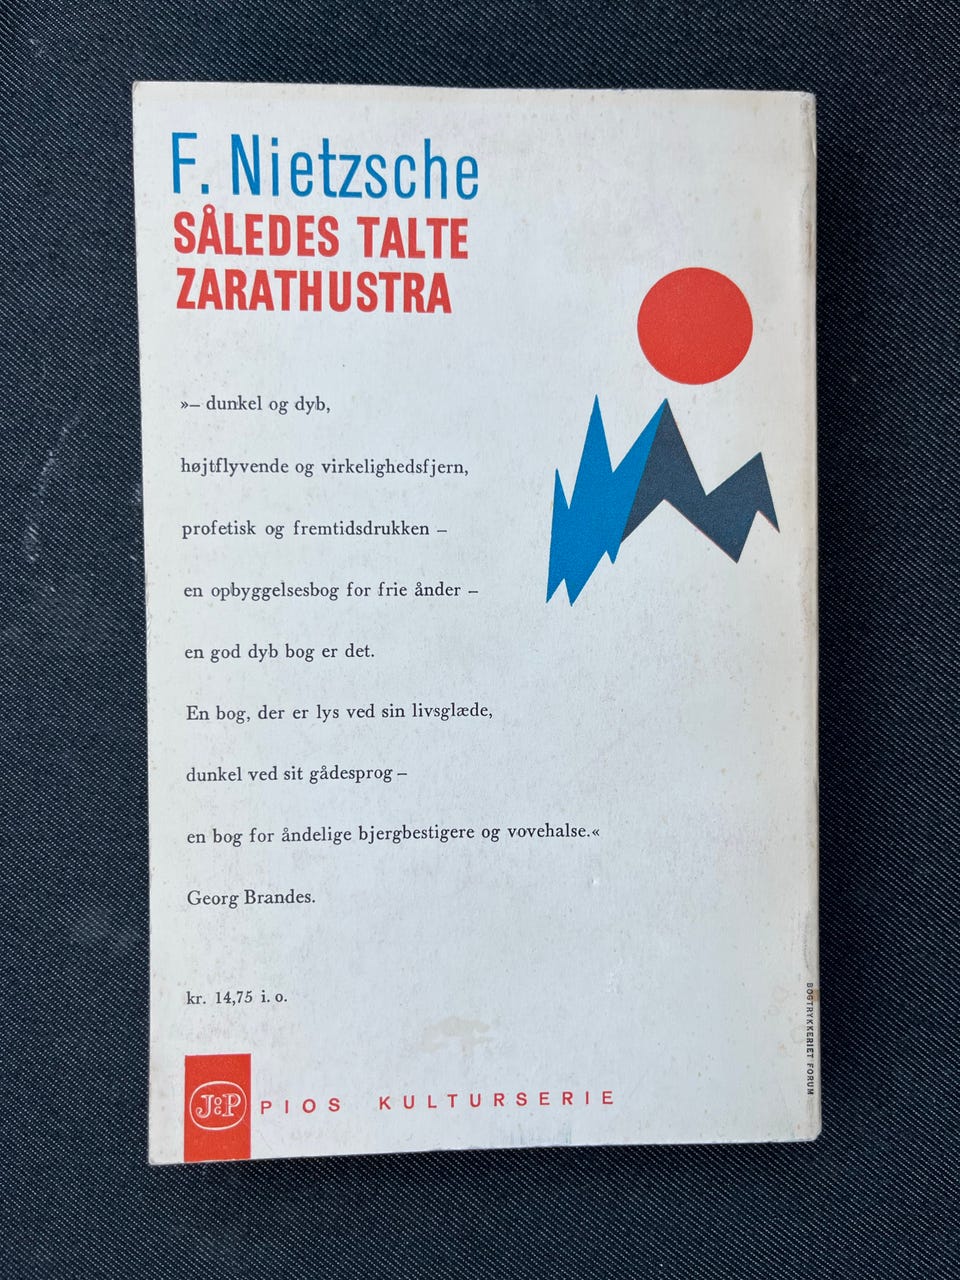 F. Nietzsche
SÅLEDES TALTE
ZARATHUSTRA
»– dunkel og dyb,
højtflyvende og virkelighedsfjern,
profetisk og fremtidsdrukken –
en opbyggelsesbog for frie ånder –
en god dyb bog er det.
En bog, der er lys ved sin livsglæde,
dunkel ved sit gådesprog –
en bog for åndelige bjergbestigere og vovehalse.«
Georg Brandes.
kr. 14,75 i. o.
BOGTRYKKERIET FORUM
J&P
PIOS KULTURSERIE